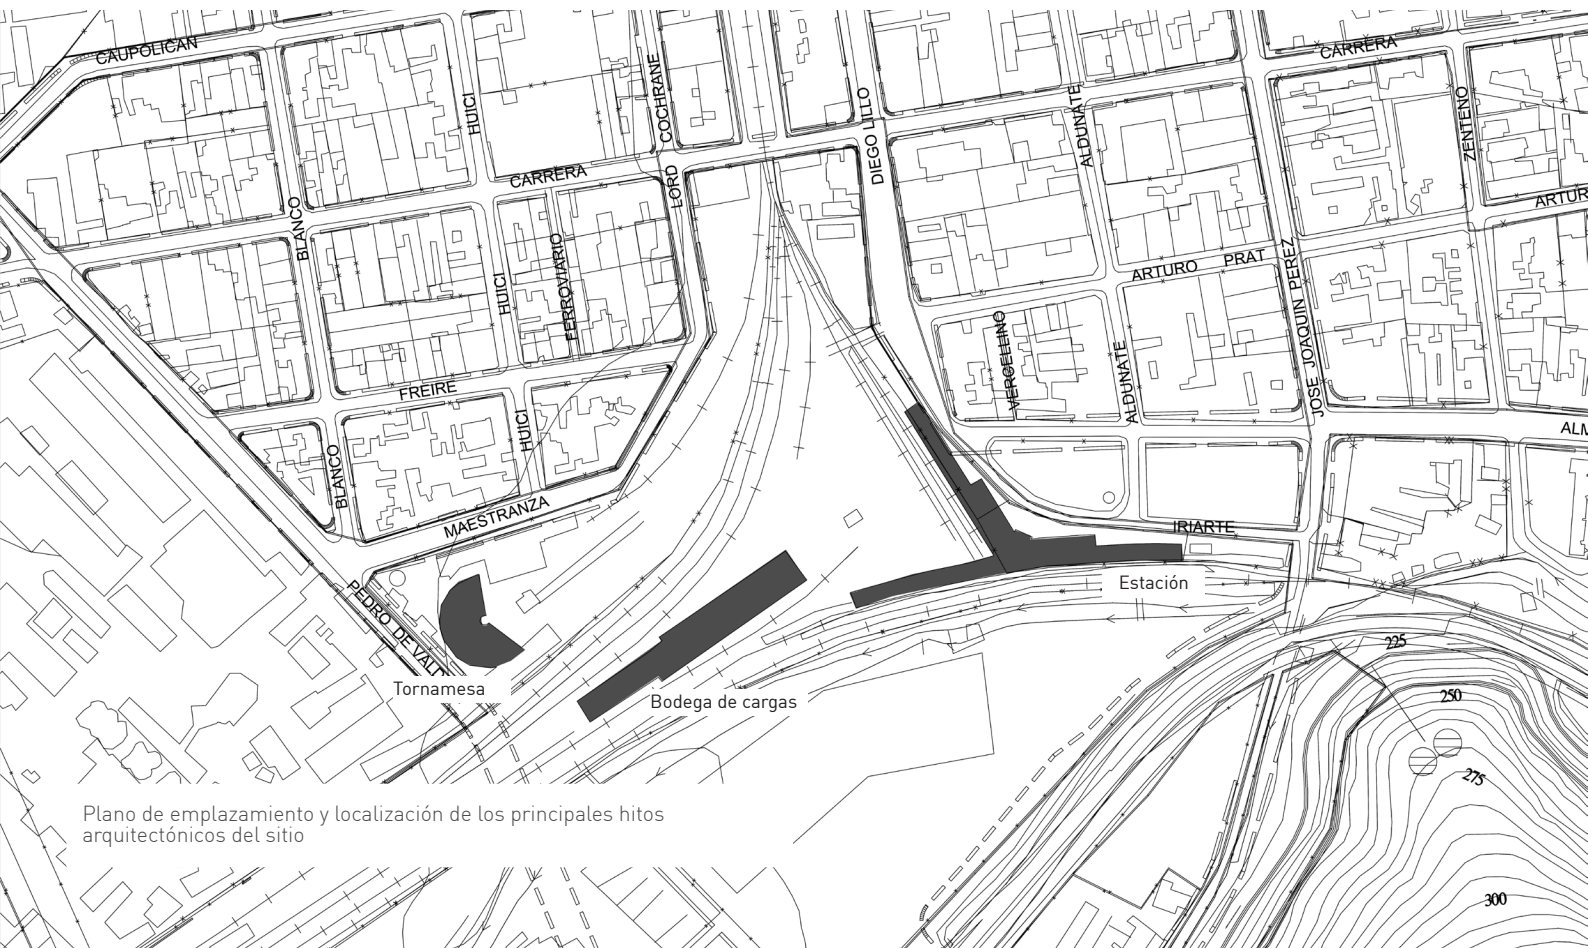 CAUPOLICAN
CARRERA
COCHRANE
HUICI
DIEGO LILLO
ALDUNATE
ZENTENO
CARRERA
LORD
BLANCO
ARTUR
FERROVIARIO
HUICI
ARTURO PRAT
JOSE JOAQUIN PEREZ
VERCELLINO
ALDUNATE
FREIRE
HUICI
ALM
BLANCO
MAESTRANZA
IRIARTE
Estación
PEDRO DE VALD
225
Tornamesa
250
Bodega de cargas
275
Plano de emplazamiento y localización de los principales hitos
arquitectónicos del sitio
300